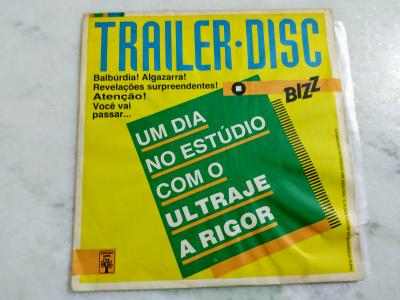 TRAILER·DISC
Balbúrdia! Algazarra!
Revelações surpreendentes!
Atenção!
Você vai
passar...
BIZZ
UM DIA
NO ESTÚDIO
COM O
ULTRAJE
A RIGOR